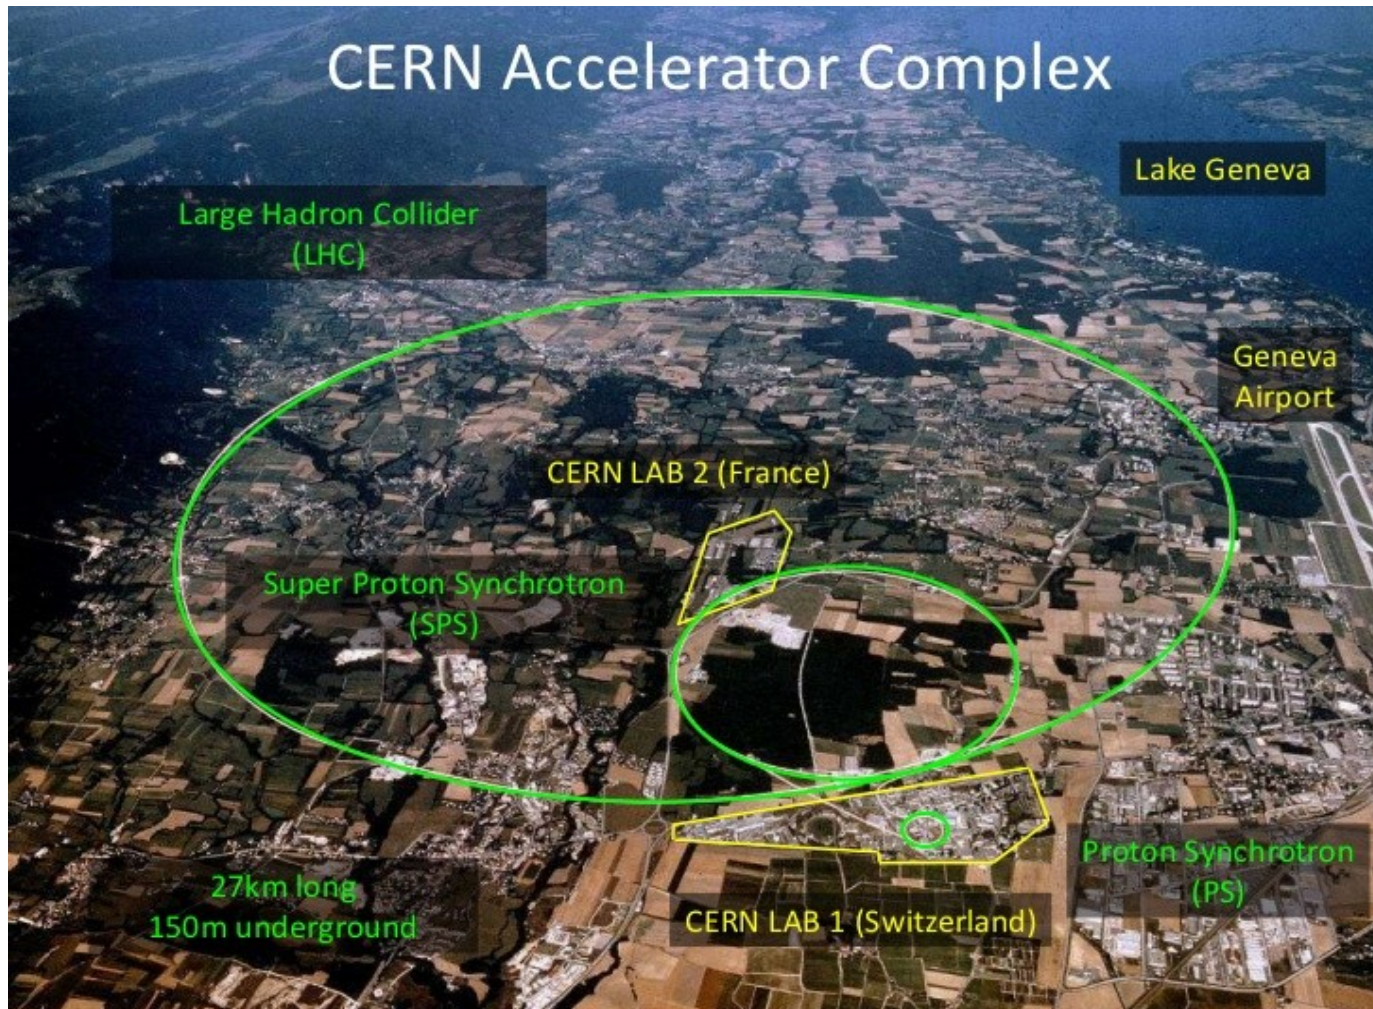 CERN Accelerator Complex
Lake Geneva
Large Hadron Collider
(LHC)
Geneva
Airport
CERN LAB 2 (France)
Super Proton Synchrotron
(SPS)
Proton Synchrotron
(PS)
27km long
150m underground
CERN LAB 1 (Switzerland)